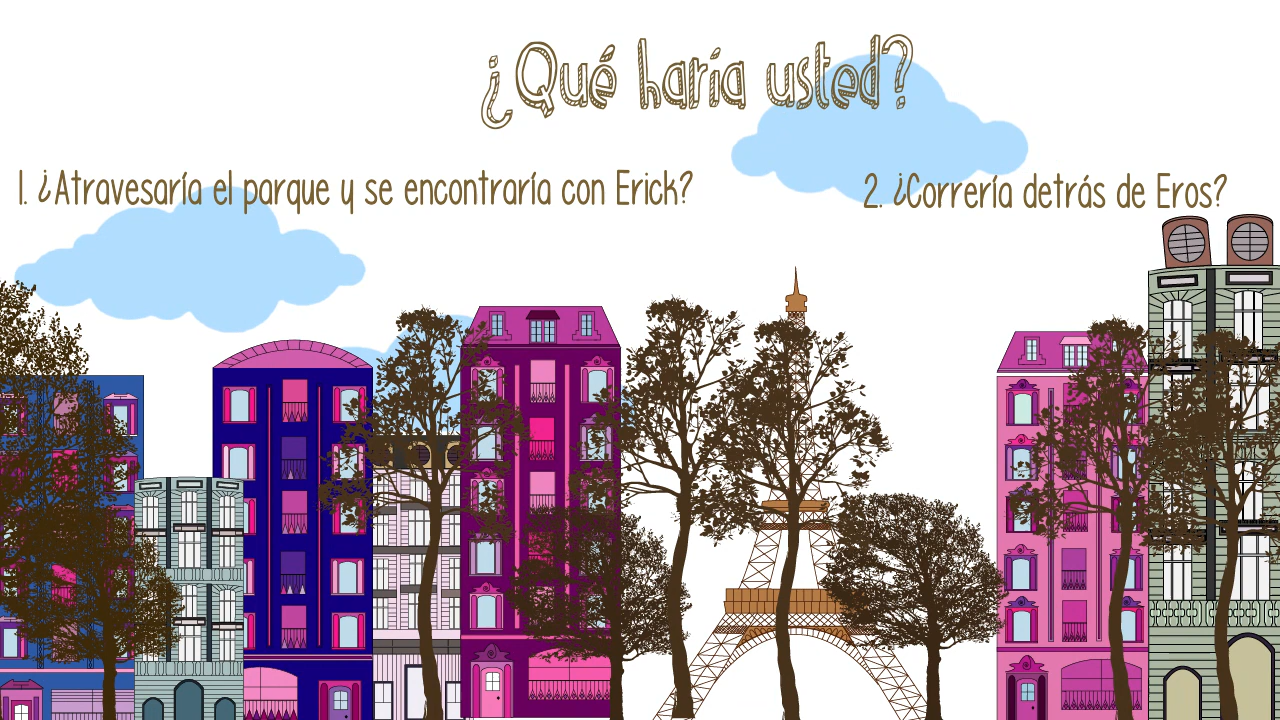 ¿Qué haría usted?
1. ¿Atravesaría el parque y se encontraría con Erick?
2. ¿Correría detrás de Eros?